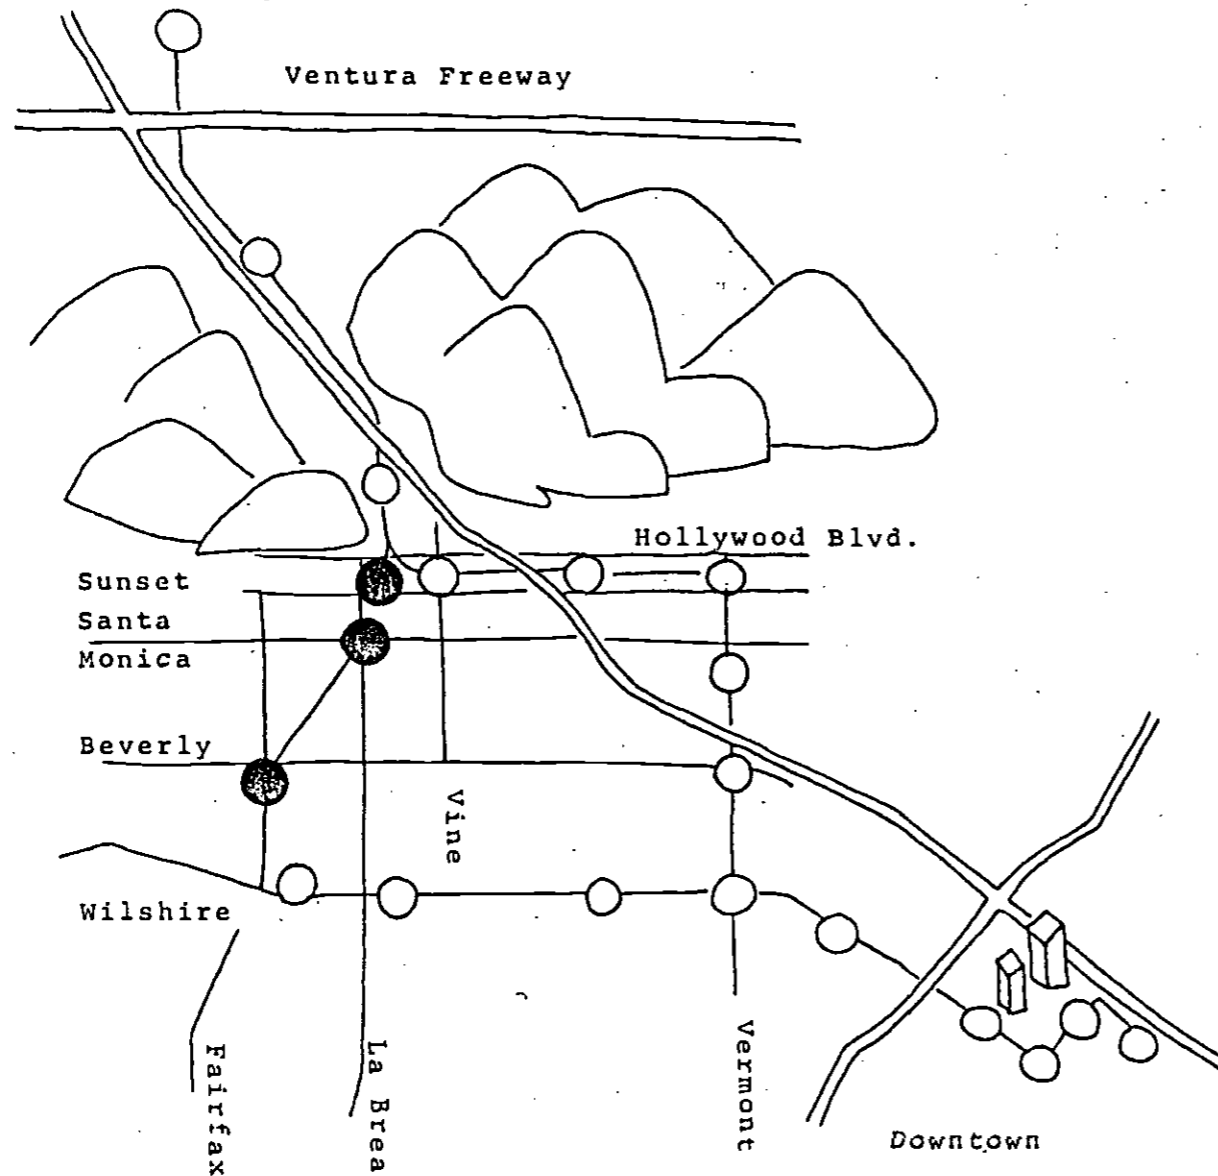 Ventura Freeway
Hollywood Blvd.
Sunset
Santa
Monica
Beverly
Vine
Wilshire
Fairfax
La Brea
Vermont
Downtown